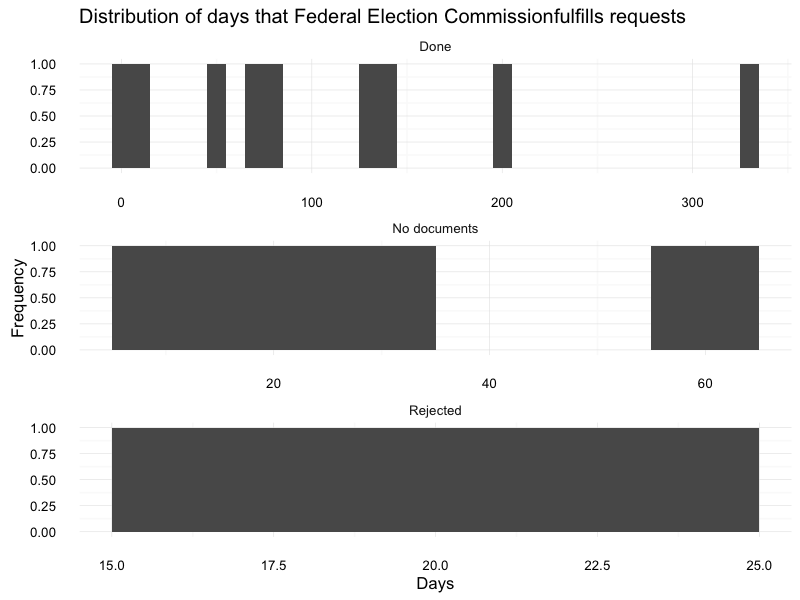 Distribution of days that Federal Election Commissionfulfills requests
Done
1.00
0.75
0.50
0.25
0.00
0 100 200 300
No documents
1.00
0.75
0.50
0.25
0.00
20 40 60
Frequency
Rejected
1.00
0.75
0.50
0.25
0.00
15.0 17.5 20.0 22.5 25.0
Days